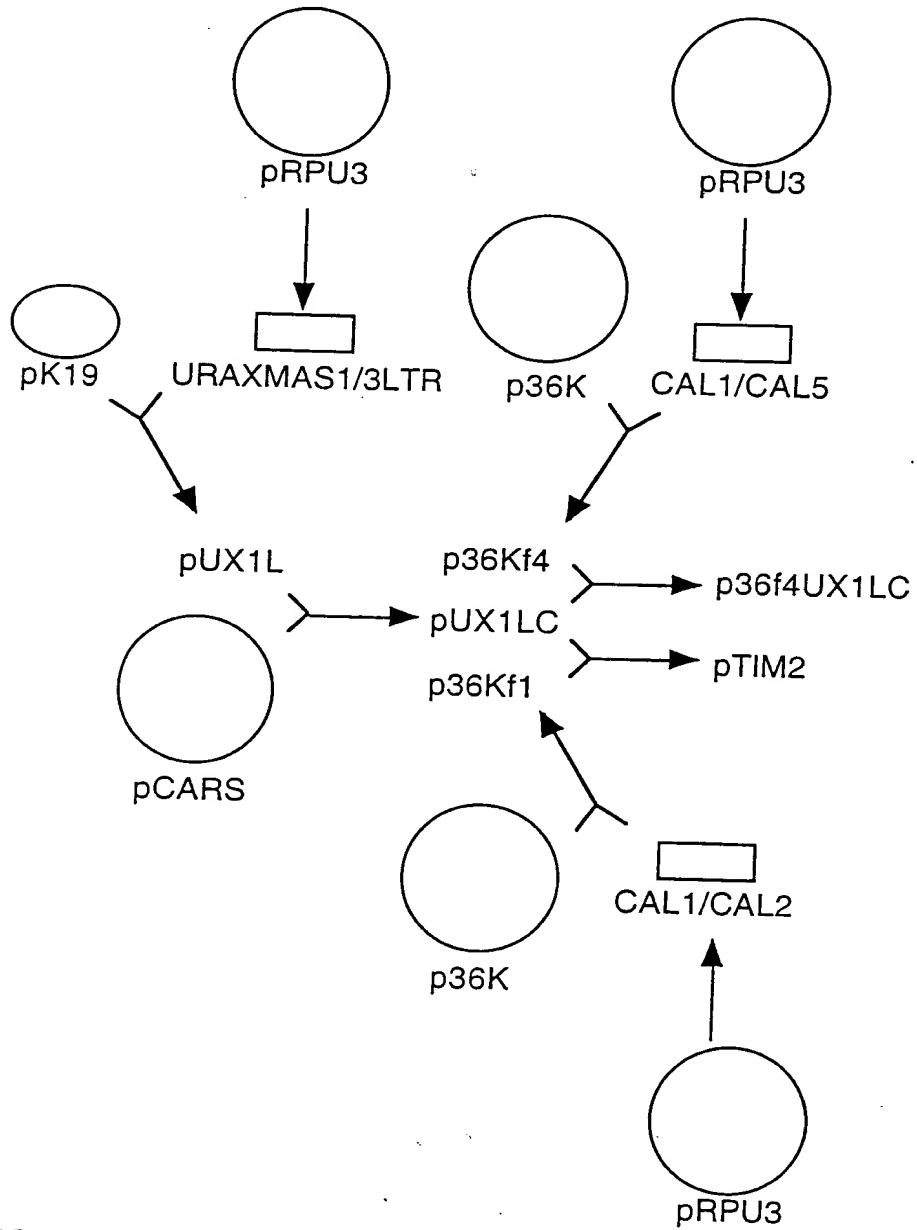 pRPU3
pRPU3
pK19
URAXMAS1/3LTR
p36K
CAL1/CAL5
pUX1L
p36Kf4
p36f4UX1LC
pUX1LC
pTIM2
p36Kf1
pCARS
CAL1/CAL2
p36K
pRPU3